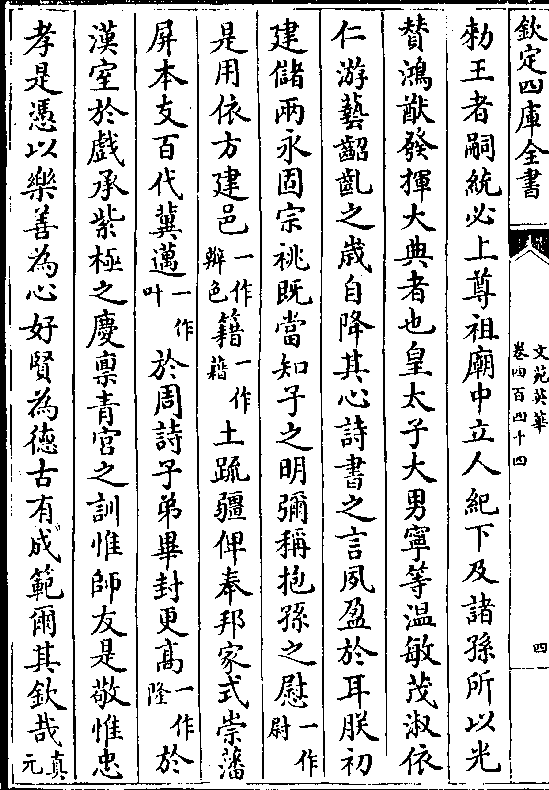 欽定四庫全書
文苑英華
卷四百四十四
四
勑王者嗣統必上尊祖廟中立人紀下及諸孫所以光
賛鴻猷發揮大典者也皇太子大男寧等温敏茂淑依
仁游藝齠齓之歲自降其心詩書之言夙盈於耳朕初
建儲兩永固宗祧既當知子之明彌稱抱孫之慰一作尉
是用依方建邑一作辨色籍一作藉土疏疆俾奉邦家式崇藩
屏本支百代冀邁一作叶於周詩子弟畢封更髙一作隆於
漢室於戲承紫極之慶禀青宮之訓惟師友是敬惟忠
孝是憑以樂善為心好賢為德古有成範爾其欽哉真元